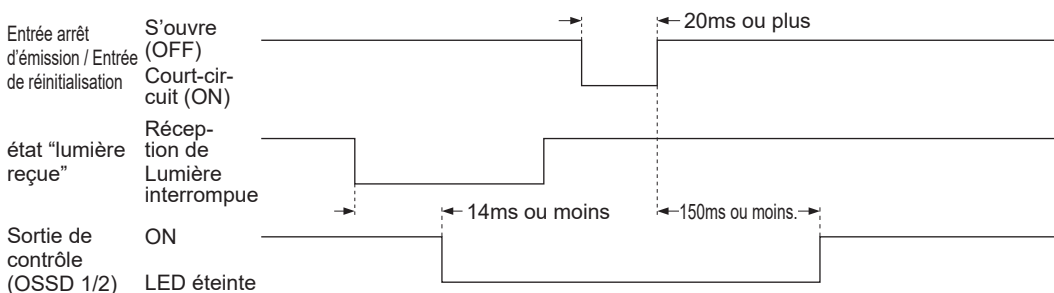 Entrée arrêt
d'émission / Entrée
de réinitialisation
S'ouvre
(OFF)
Court-cir-
cuit (ON)
20ms ou plus
état “lumière
reçue”
Récep-
tion de
Lumière
interrompue
14ms ou moins
150ms ou moins.
Sortie de
contrôle
(OSSD 1/2)
ON
LED éteinte